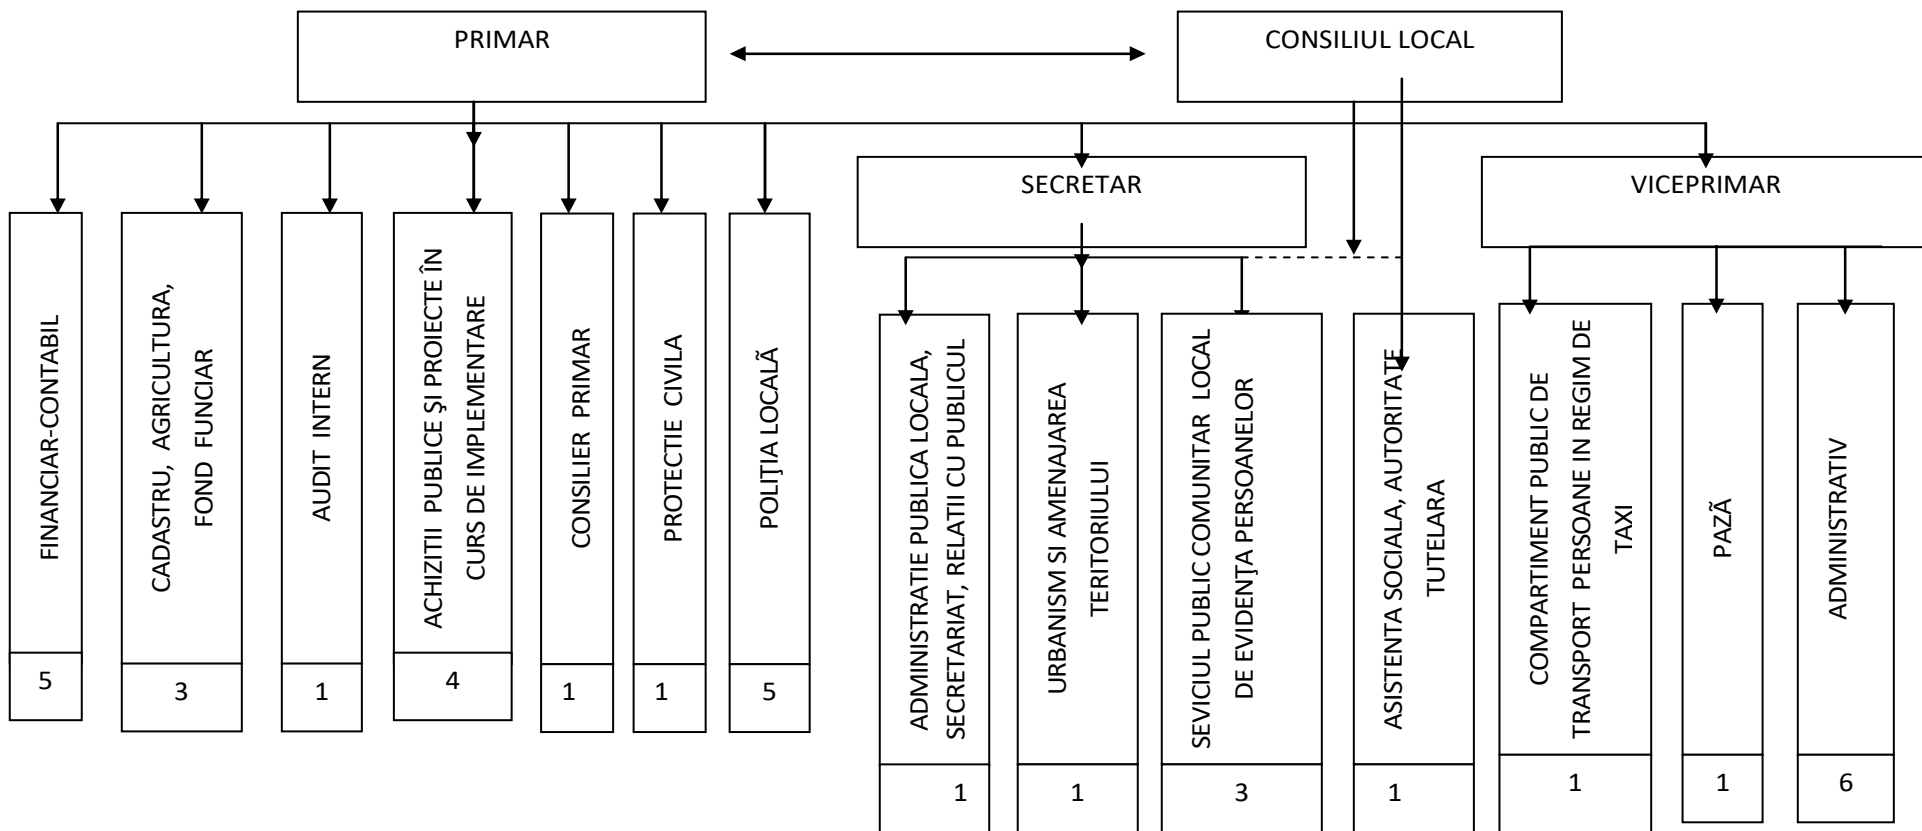 PRIMAR
CONSILIUL LOCAL
SECRETAR
VICEPRIMAR
FINANCIAR-CONTABIL
5
CADASTRU, AGRICULTURA,
FOND FUNCIAR
3
AUDIT INTERN
1
ACHIZITII PUBLICE ŞI PROIECTE ÎN
CURS DE IMPLEMENTARE
4
CONSILIER PRIMAR
1
PROTECTIE CIVILA
1
POLIŢIA LOCALÃ
5
ADMINISTRATIE PUBLICA LOCALA,
SECRETARIAT, RELATII CU PUBLICUL
1
URBANISM SI AMENAJAREA
TERITORIULUI
1
SEVICIUL PUBLIC COMUNITAR LOCAL
DE EVIDENŢA PERSOANELOR
3
ASISTENTA SOCIALA, AUTORITATE
TUTELARA
1
COMPARTIMENT PUBLIC DE
TRANSPORT PERSOANE IN REGIM DE
TAXI
1
PAZÃ
1
ADMINISTRATIV
6